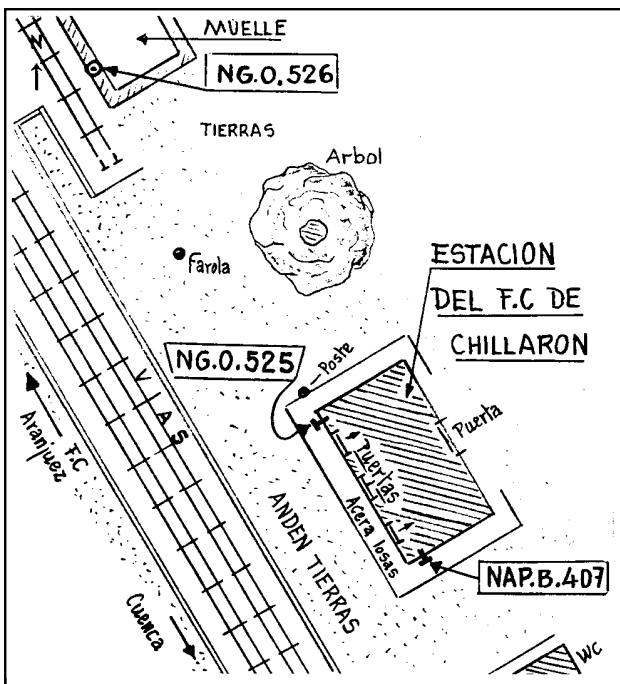 MUELLE
N
NG.O.526
TIERRAS
Arbol
Farola
ESTACION
DEL F.C DE
CHILLARON
NG.O.525
Poste
VIAS
Puerta
Puertas
F.C
Aranjuez
Acera losas
ANDEN TIERRAS
NAP.B.407
Cuenca
WC